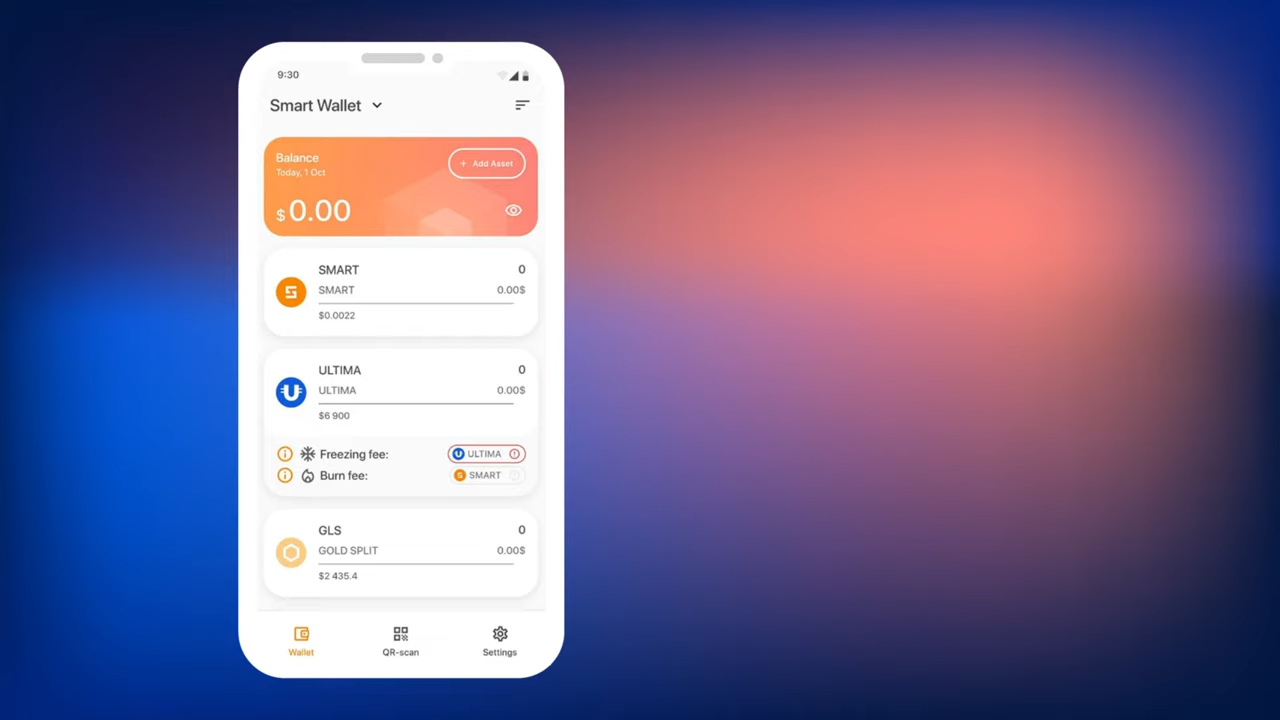 9:30
Smart Wallet
Balance
Today, 1 Oct
+ Add Asset
$ 0.00
SMART 0
SMART 0.00$
$0.0022
ULTIMA 0
ULTIMA 0.00$
$6 900
Freezing fee: ULTIMA
Burn fee: SMART
GLS 0
GOLD SPLIT 0.00$
$2 435.4
Wallet QR-scan Settings